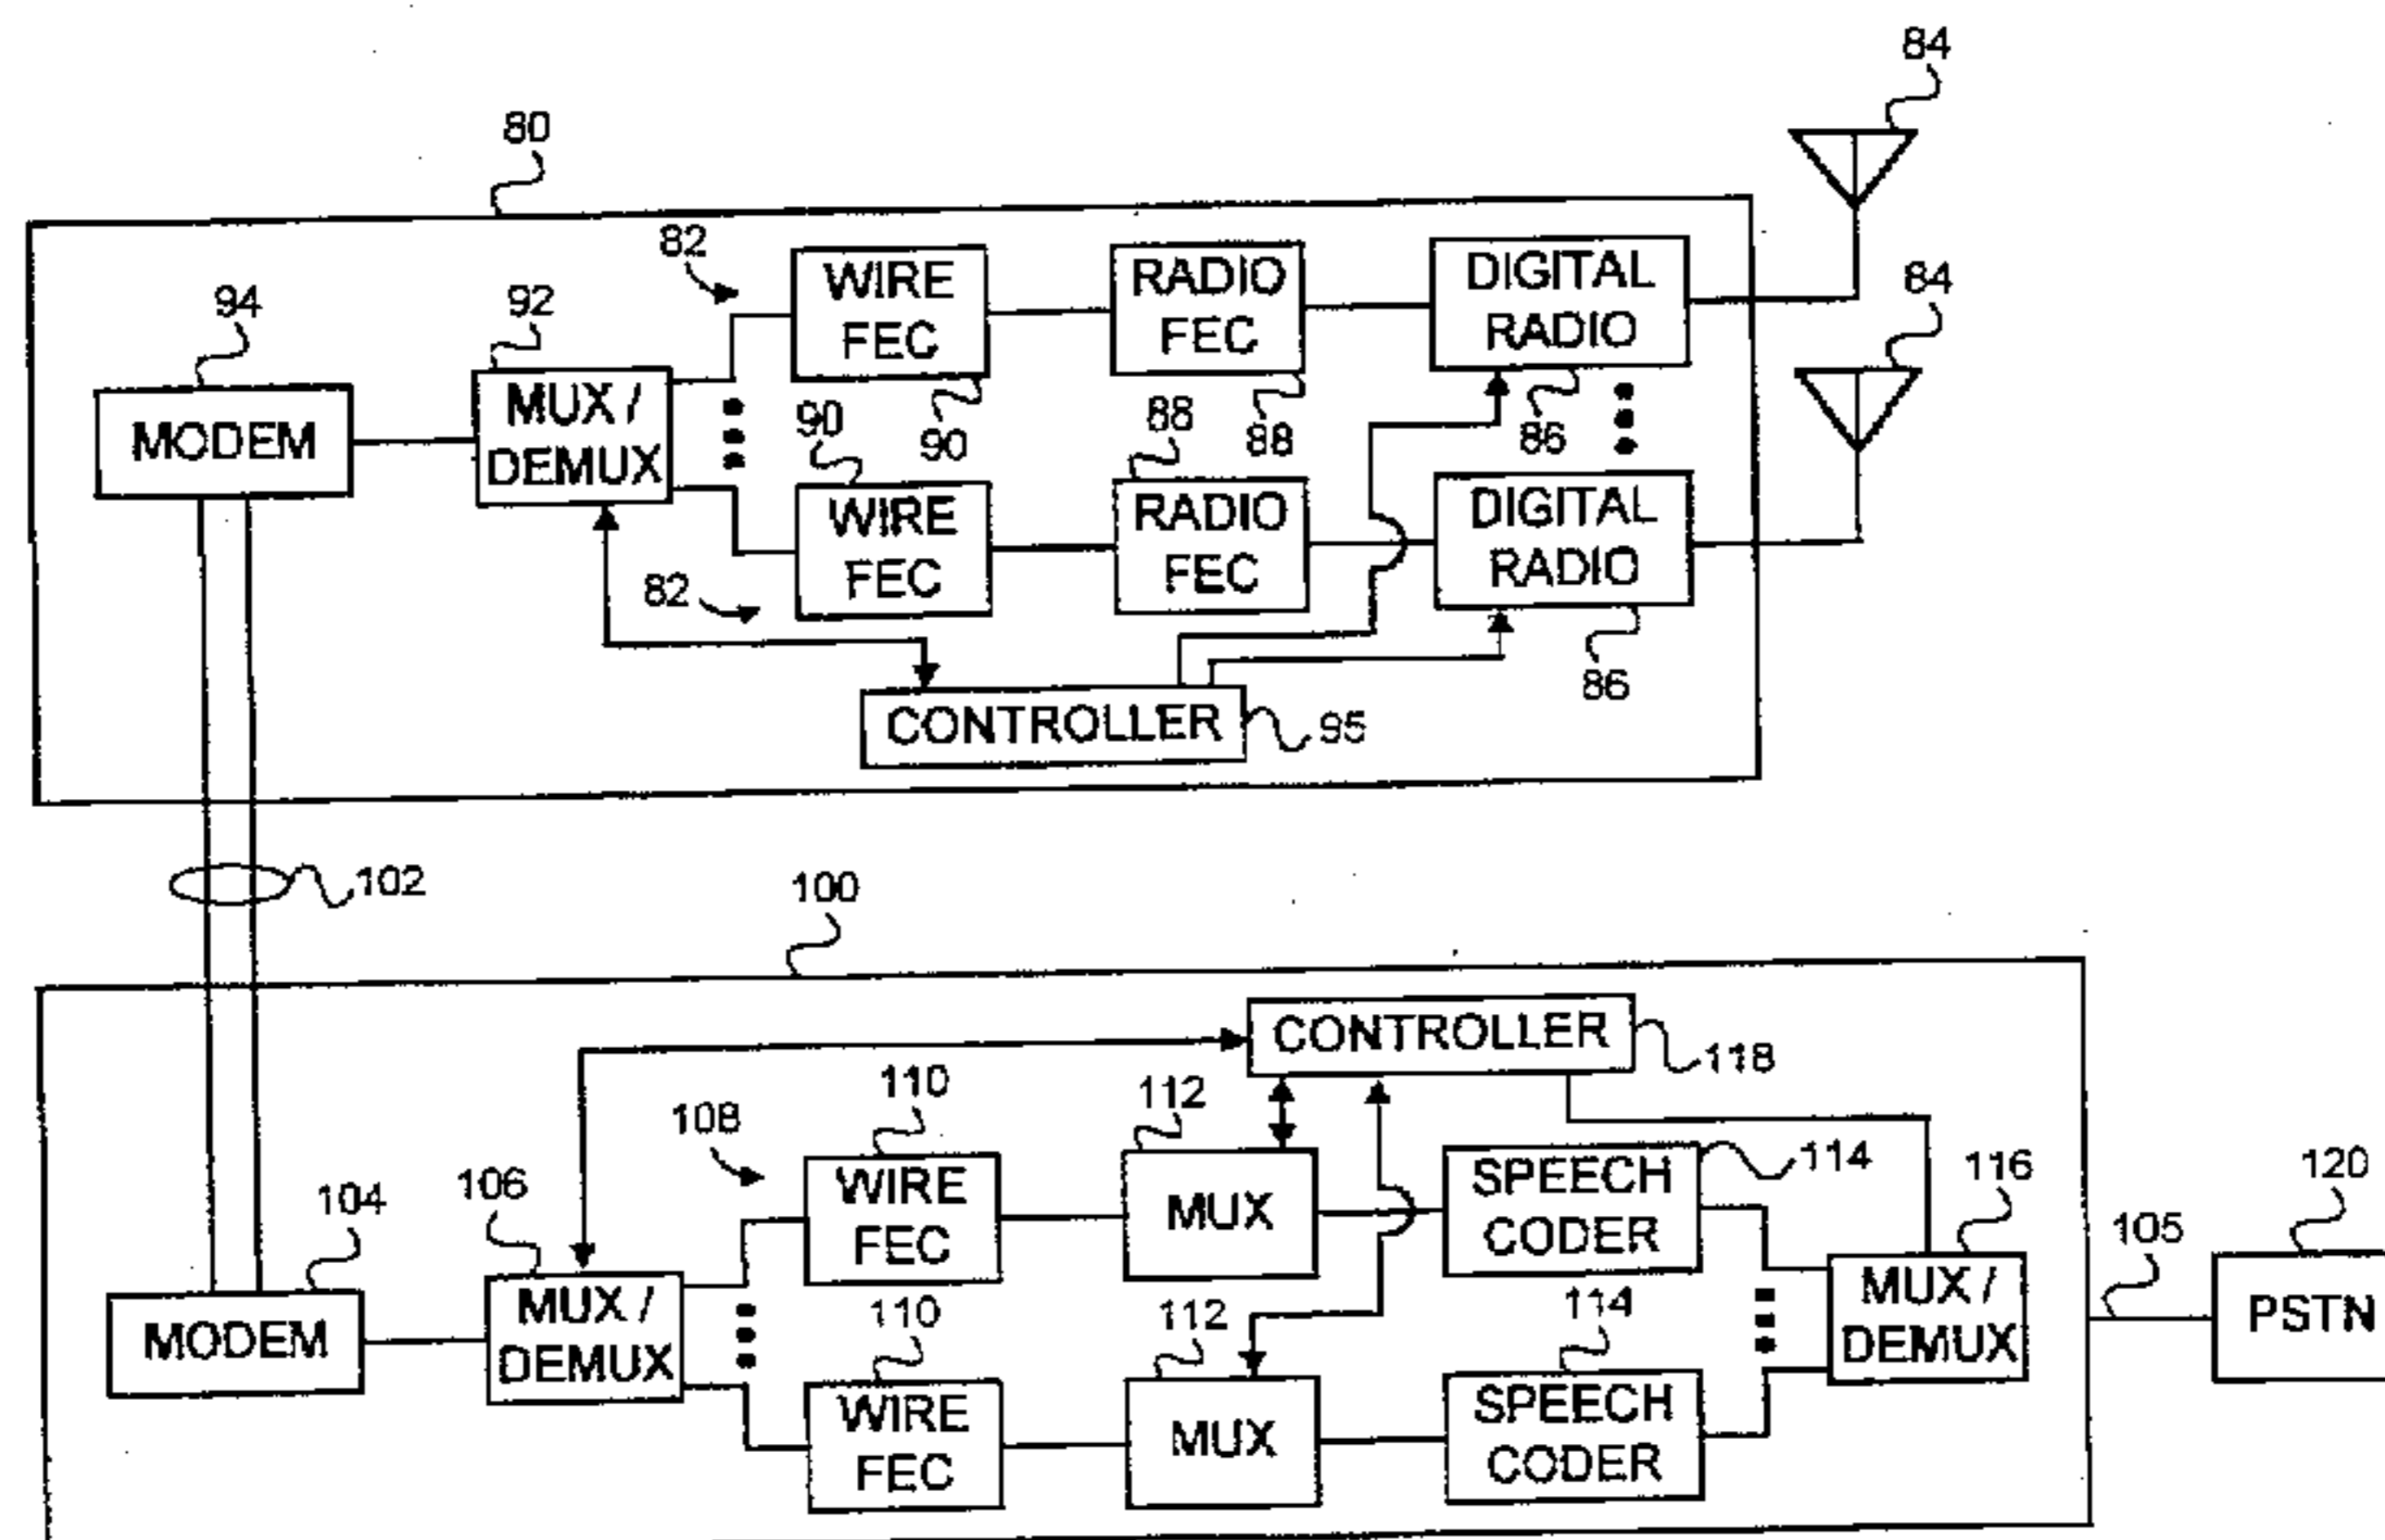 84
80
82
WIRE
FEC
RADIO
FEC
DIGITAL
RADIO
84
94
92
MODEM
MUX /
DEMUX
90
90
88
88
86
WIRE
FEC
RADIO
FEC
DIGITAL
RADIO
82
86
CONTROLLER
95
102
100
CONTROLLER
118
108
110
112
WIRE
FEC
MUX
SPEECH
CODER
114
116
120
104
106
105
MODEM
MUX /
DEMUX
110
112
114
MUX /
DEMUX
PSTN
WIRE
FEC
MUX
SPEECH
CODER